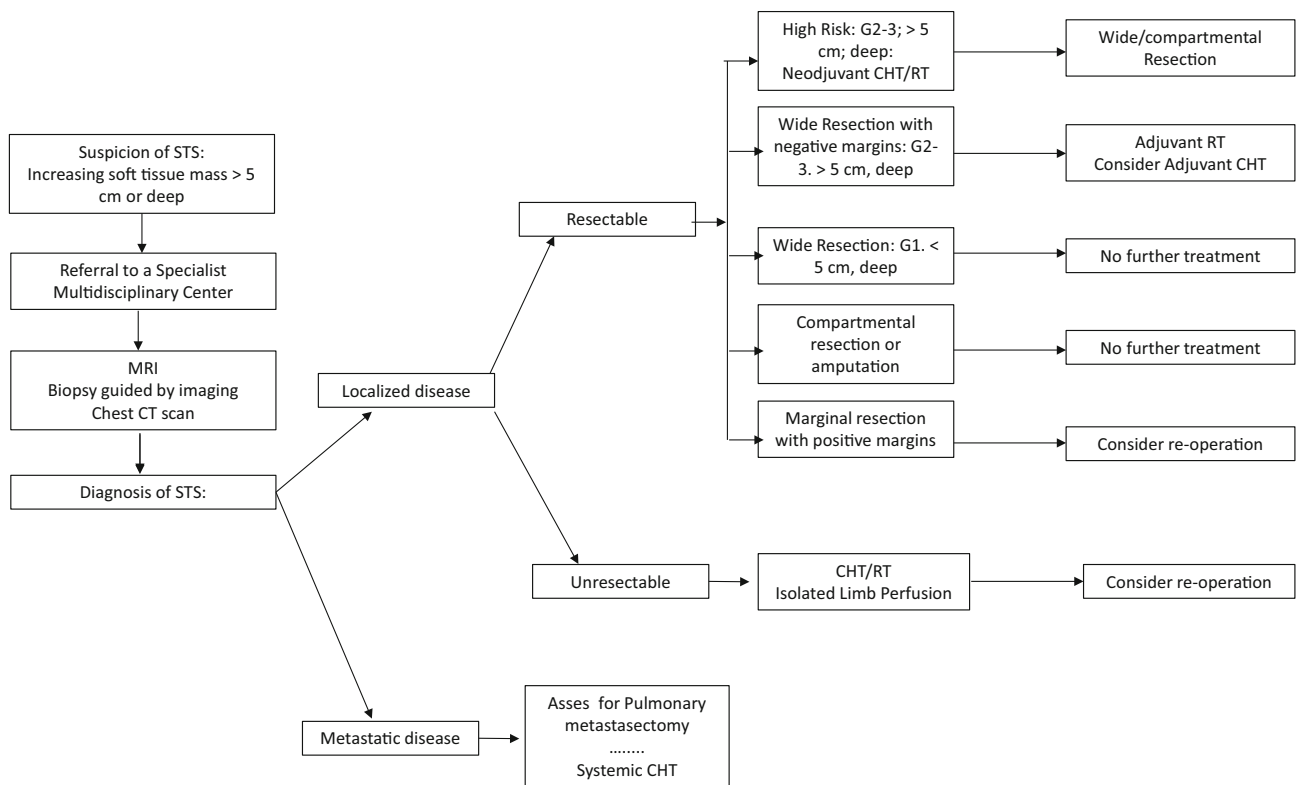 Suspicion of STS:
Increasing soft tissue mass > 5
cm or deep
Referral to a Specialist
Multidisciplinary Center
MRI
Biopsy guided by imaging
Chest CT scan
Diagnosis of STS:
Localized disease
Metastatic disease
Resectable
Unresectable
Asses for Pulmonary
metastasectomy
........
Systemic CHT
High Risk: G2-3; > 5
cm; deep:
Neodjuvant CHT/RT
Wide/compartmental
Resection
Wide Resection with
negative margins: G2-
3. > 5 cm, deep
Adjuvant RT
Consider Adjuvant CHT
Wide Resection: G1. <
5 cm, deep
No further treatment
Compartmental
resection or
amputation
No further treatment
Marginal resection
with positive margins
Consider re-operation
CHT/RT
Isolated Limb Perfusion
Consider re-operation